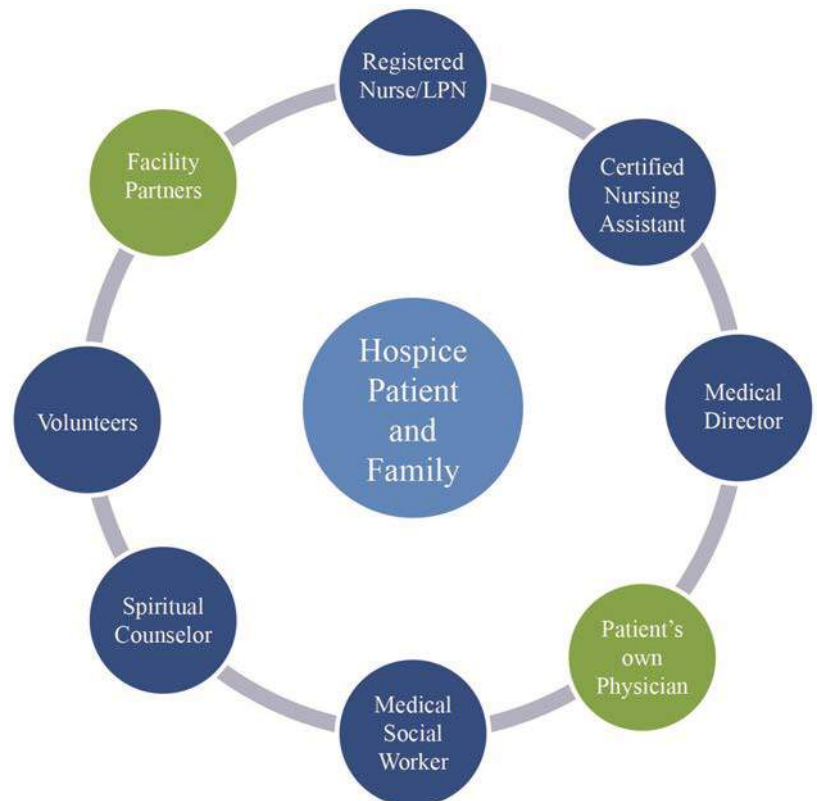 Registered
Nurse/LPN
Certified
Nursing
Assistant
Medical
Director
Patient’s
own
Physician
Medical
Social
Worker
Spiritual
Counselor
Volunteers
Facility
Partners
Hospice
Patient
and
Family